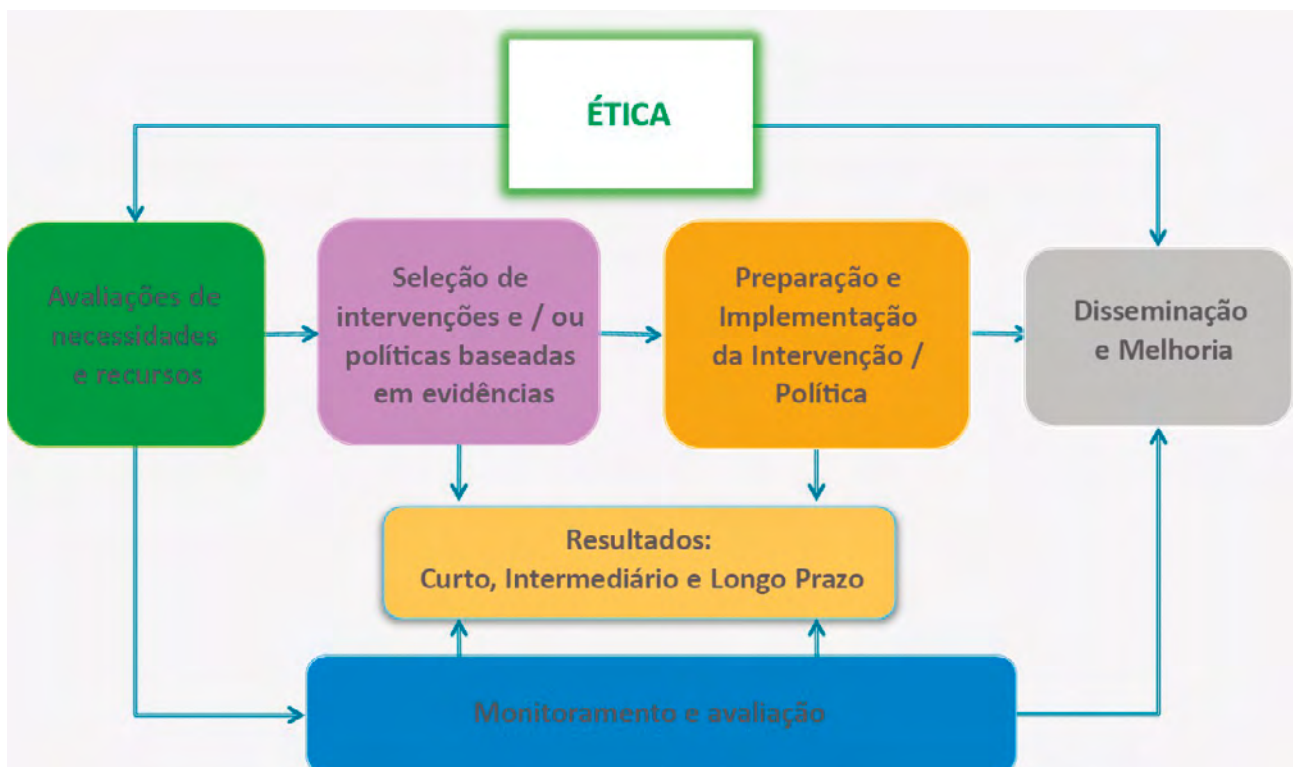 ÉTICA
Avaliações de
necessidades
e recursos
Seleção de
intervenções e / ou
políticas baseadas
em evidências
Preparação e
Implementação
da Intervenção /
Política
Disseminação
e Melhoria
Resultados:
Curto, Intermediário e Longo Prazo
Monitoramento e avaliação